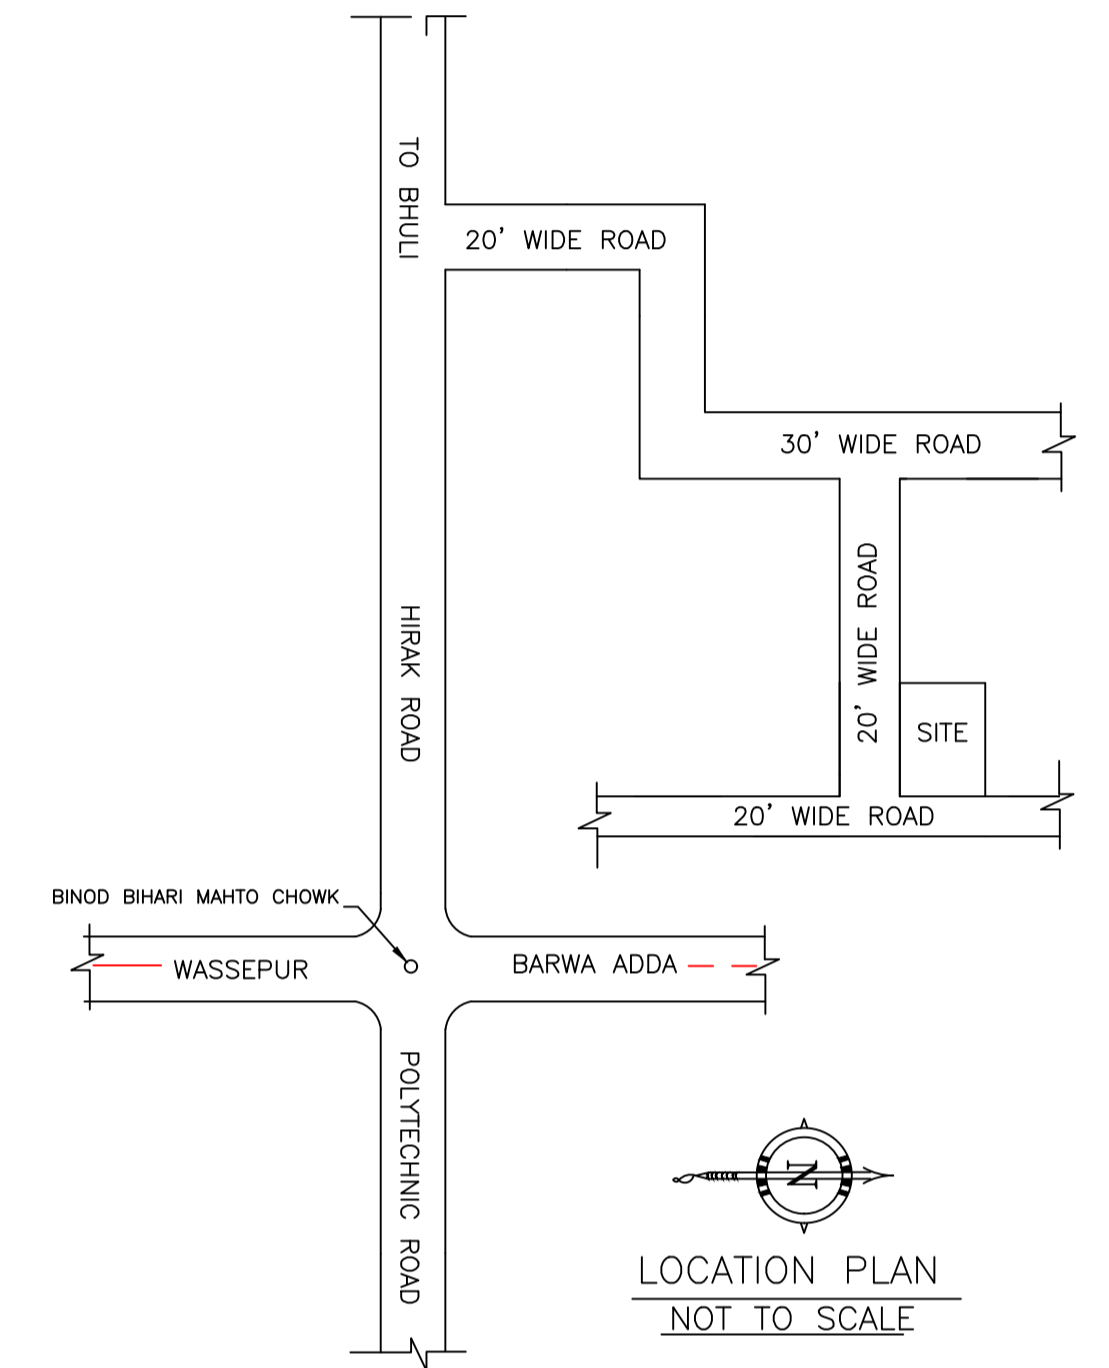 TO BHULI
20' WIDE ROAD
30' WIDE ROAD
20' WIDE ROAD
HIRAK ROAD
SITE
20' WIDE ROAD
BINOD BIHARI MAHTO CHOWK
WASSEPUR
BARWA ADDA
POLYTECHNIC ROAD
N
LOCATION PLAN
NOT TO SCALE